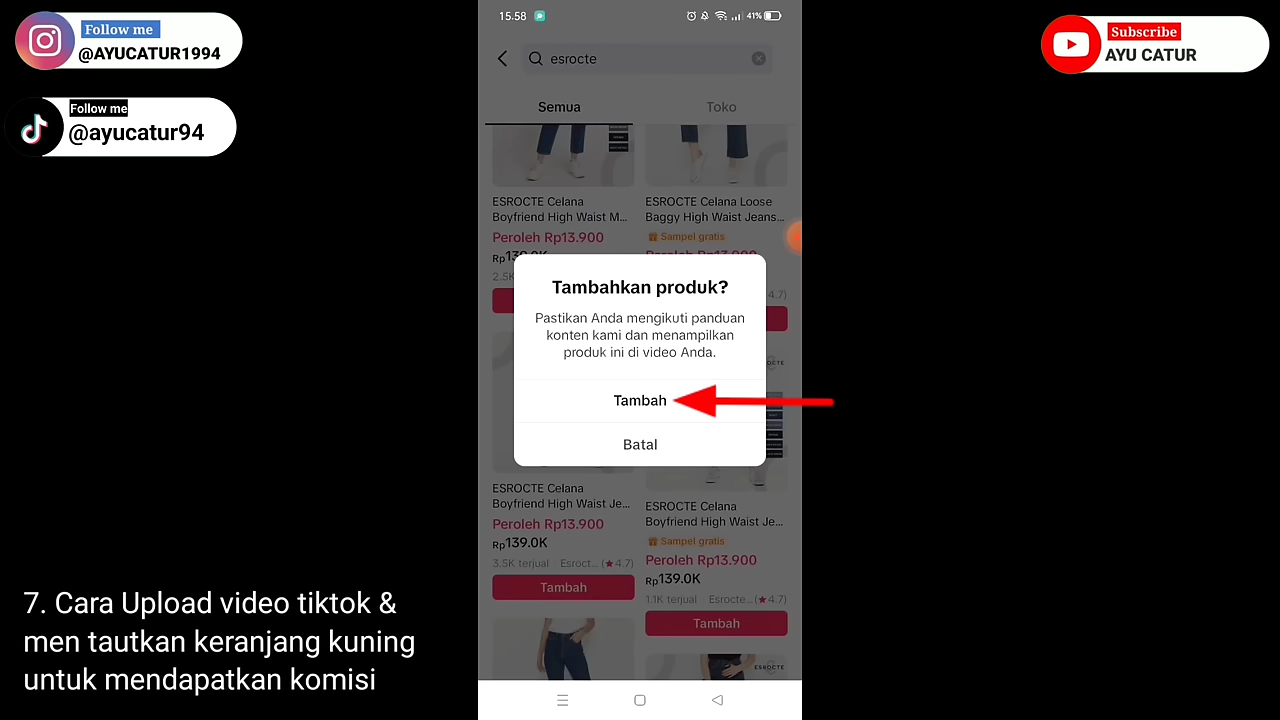 Follow me
@AYUCATUR1994
Follow me
@ayucatur94
Subscribe
AYU CATUR
15.58
41%
esrocte
Semua
Toko
ESROCTE Celana
Boyfriend High Waist M...
Peroleh Rp13.900
ESROCTE Celana Loose
Baggy High Waist Jeans...
Sampel gratis
Tambahkan produk?
Pastikan Anda mengikuti panduan
konten kami dan menampilkan
produk ini di video Anda.
Tambah
Batal
ESROCTE Celana
Boyfriend High Waist Je...
Peroleh Rp13.900
Rp139.0K
3.5K terjual
Esroct... (★4.7)
Tambah
ESROCTE Celana
Boyfriend High Waist Je...
Sampel gratis
Peroleh Rp13.900
Rp139.0K
1.1K terjual
Esrocte... (★4.7)
Tambah
ESROCTE
7. Cara Upload video tiktok &
men tautkan keranjang kuning
untuk mendapatkan komisi